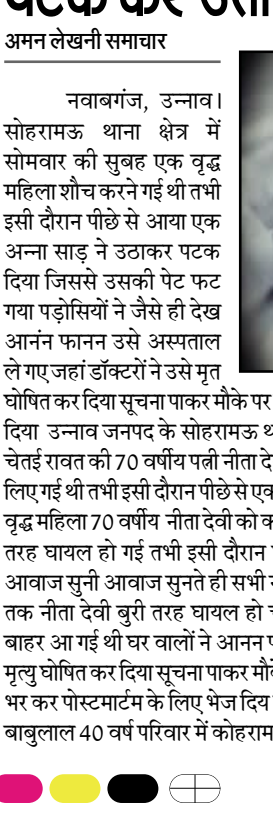 पटक कर उता
अमन लेखनी समाचार
नवाबगंज, उन्नाव।
सोहरामऊ थाना क्षेत्र में
सोमवार की सुबह एक वृद्ध
महिला शौच करने गई थी तभी
इसी दौरान पीछे से आया एक
अन्ना साड़ ने उठाकर पटक
दिया जिससे उसकी पेट फट
गया पड़ोसियों ने जैसे ही देख
आनंन फानन उसे अस्पताल
ले गए जहां डॉक्टरों ने उसे मृत
घोषित कर दिया सूचना पाकर मौके पर
दिया उन्नाव जनपद के सोहरामऊ
चेतई रावत की 70 वर्षीय पत्नी नीता
लिए गई थी तभी इसी दौरान पीछे से एक
वृद्ध महिला 70 वर्षीय नीता देवी को
तरह घायल हो गई तभी इसी दौरान
आवाज सुनी आवाज सुनते ही सभी
तक नीता देवी बुरी तरह घायल हो
बाहर आ गई थी घर वालों ने आनन
मृत्यु घोषित कर दिया सूचना पाकर
भर कर पोस्टमार्टम के लिए भेज दिय
बाबुलाल 40 वर्ष परिवार में कोहराम